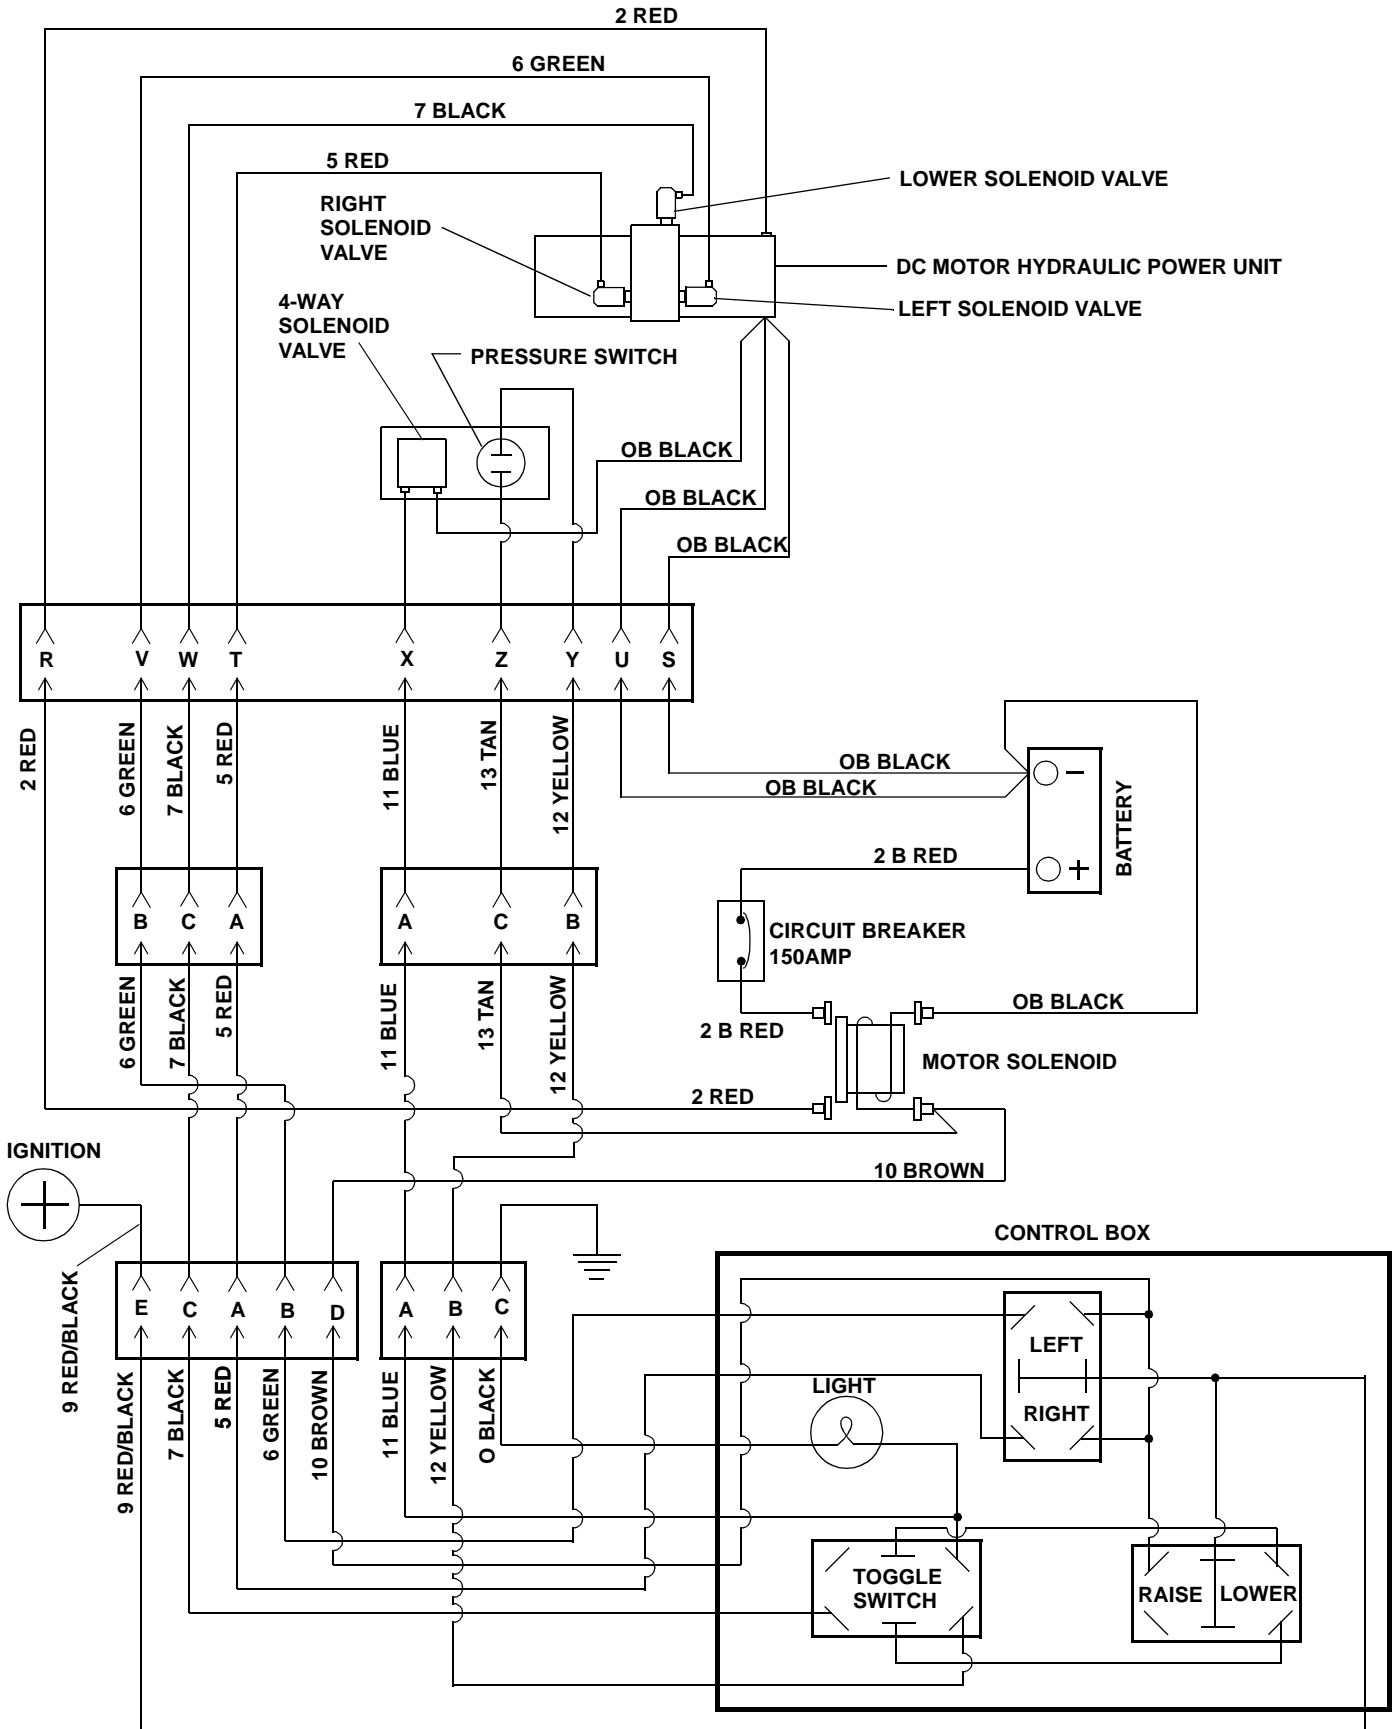 2 RED
6 GREEN
7 BLACK
5 RED
LOWER SOLENOID VALVE
RIGHT
SOLENOID
VALVE
DC MOTOR HYDRAULIC POWER UNIT
LEFT SOLENOID VALVE
4-WAY
SOLENOID
VALVE
PRESSURE SWITCH
OB BLACK
OB BLACK
OB BLACK
R
V
W
T
X
Z
Y
U
S
2 RED
6 GREEN
7 BLACK
5 RED
11 BLUE
13 TAN
12 YELLOW
OB BLACK
OB BLACK
BATTERY
2 B RED
B
C
A
A
C
B
CIRCUIT BREAKER
150AMP
6 GREEN
7 BLACK
5 RED
11 BLUE
13 TAN
12 YELLOW
OB BLACK
2 B RED
MOTOR SOLENOID
2 RED
IGNITION
10 BROWN
CONTROL BOX
9 RED/BLACK
E
C
A
B
D
A
B
C
9 RED/BLACK
7 BLACK
5 RED
6 GREEN
10 BROWN
11 BLUE
12 YELLOW
O BLACK
LEFT
LIGHT
RIGHT
TOGGLE
SWITCH
RAISE
LOWER